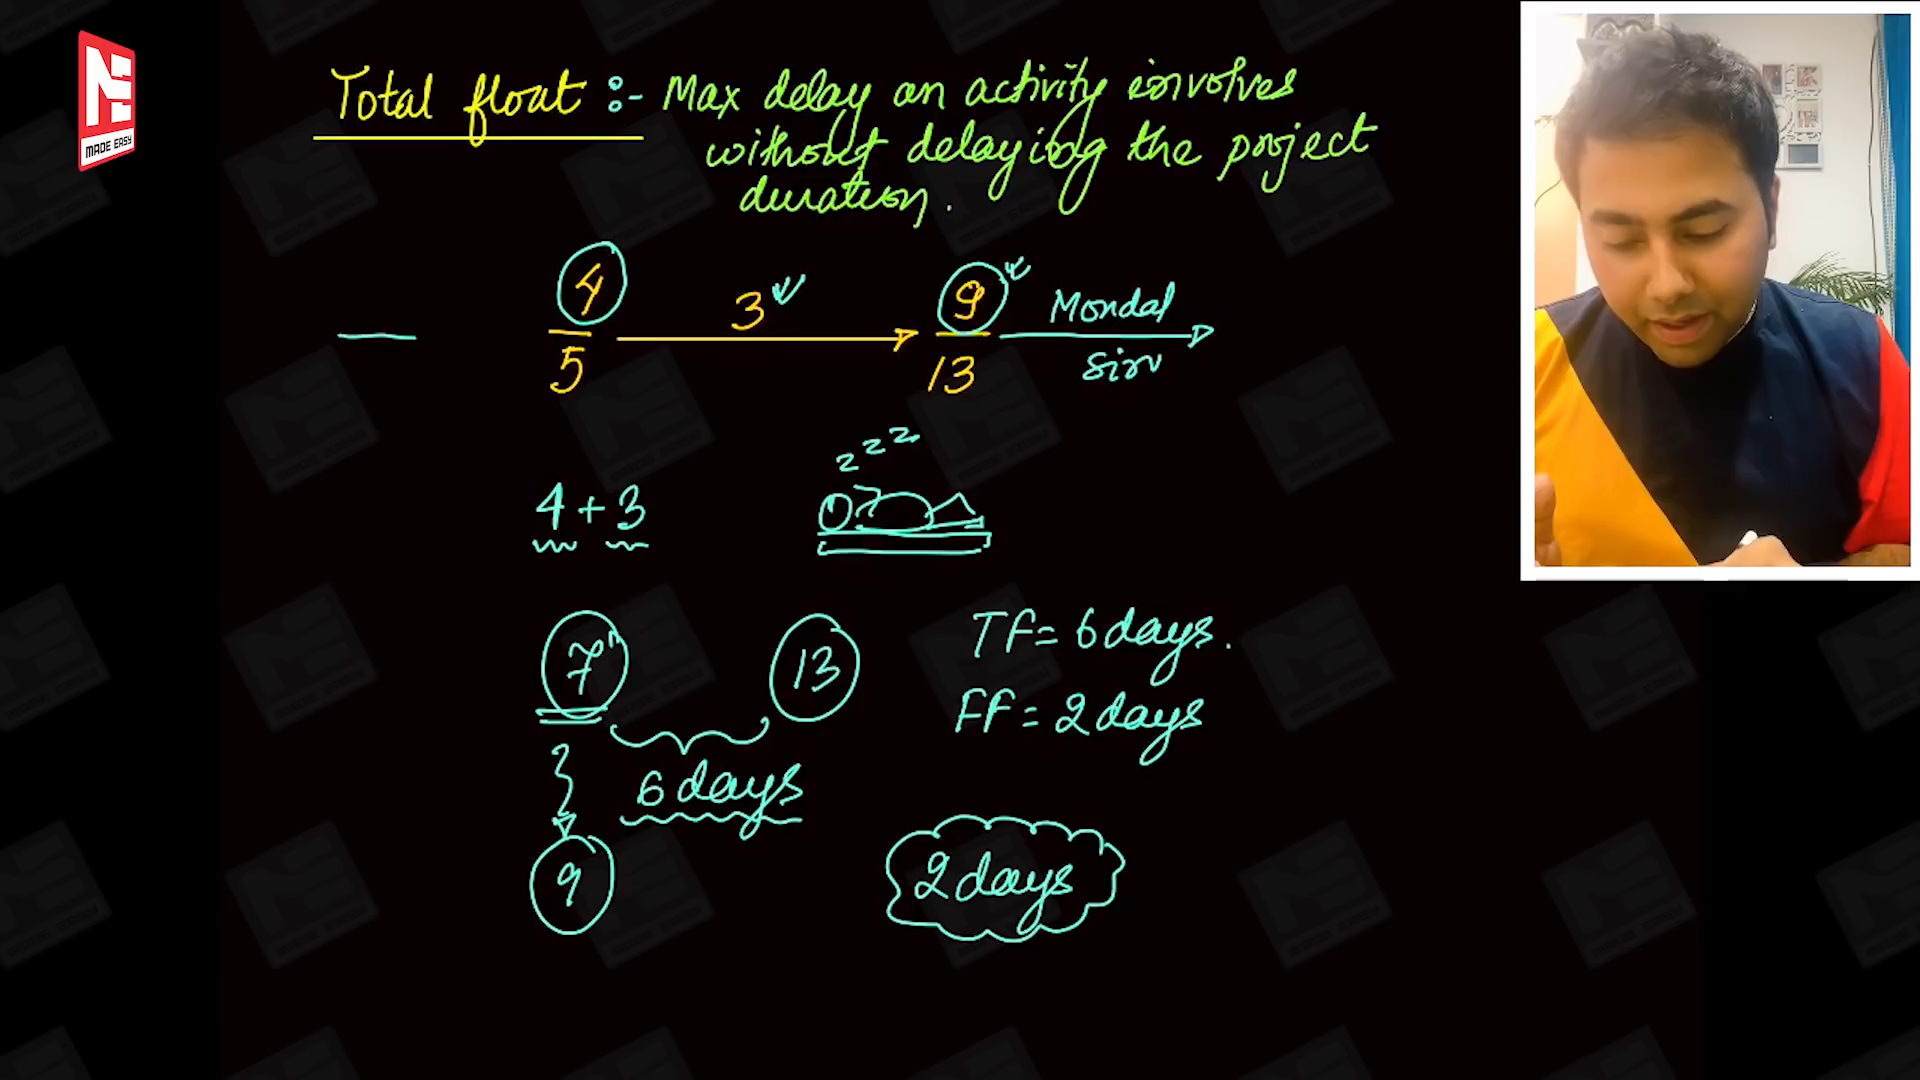 MADE EASY
Total float :- Max delay an activity involves
without delaying the project
duration.
4
5
3
9
13
Mondal
Sir
z z z
4 + 3
7
13
6 days
9
TF = 6 days.
FF = 2 days
2 days